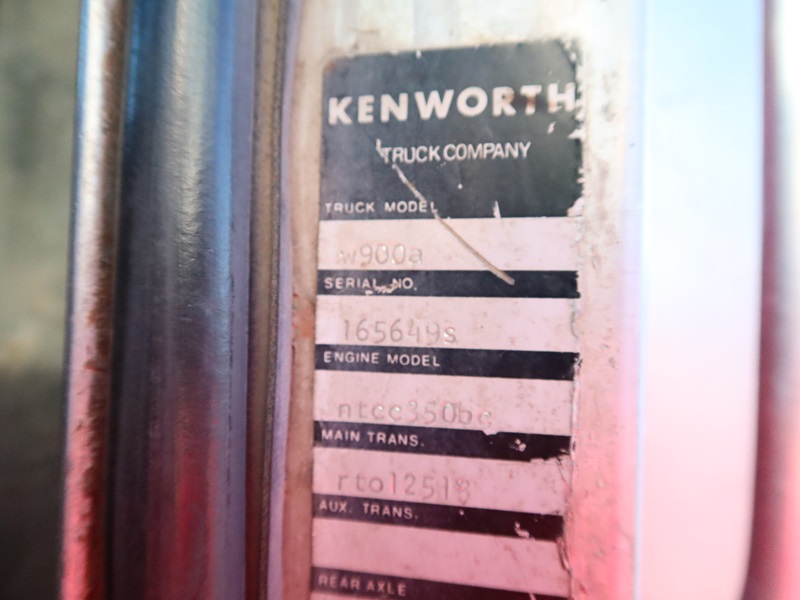 KENWORTH
TRUCK COMPANY
TRUCK MODEL
w900a
SERIAL NO.
165649s
ENGINE MODEL
ntcc350bc
MAIN TRANS.
rto12513
AUX. TRANS.
REAR AXLE